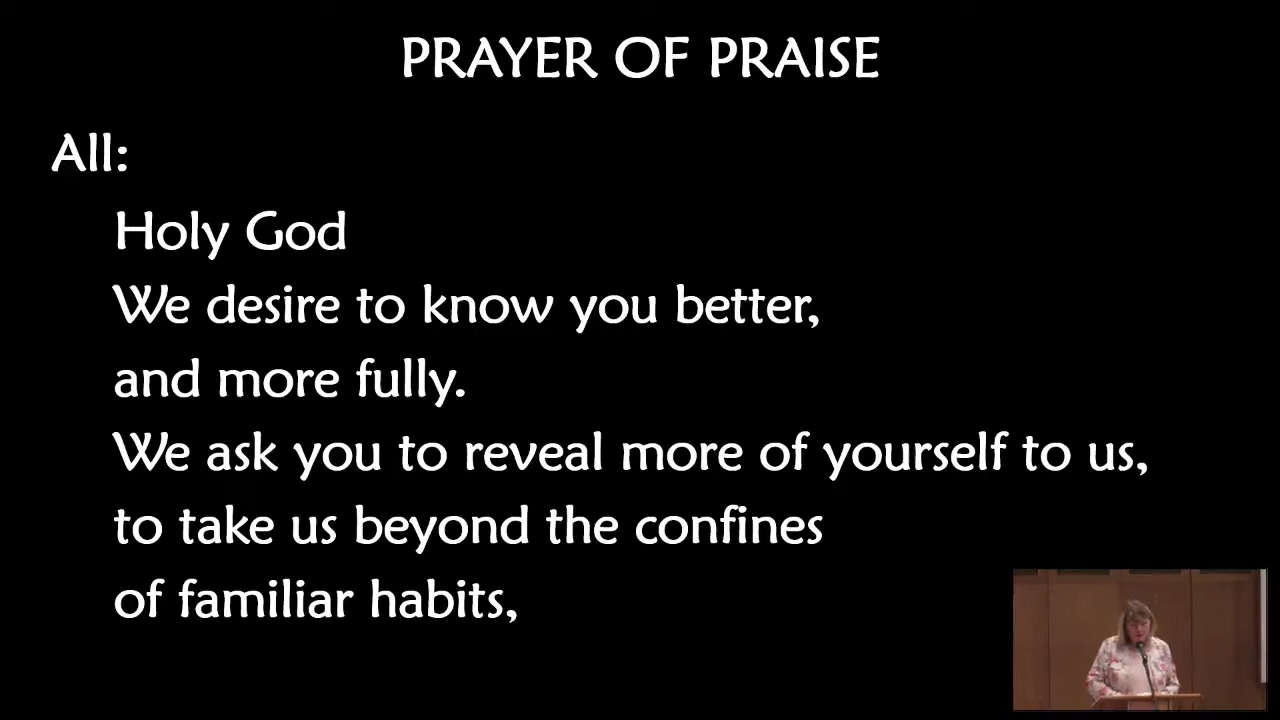 PRAYER OF PRAISE
All:
Holy God
We desire to know you better,
and more fully.
We ask you to reveal more of yourself to us,
to take us beyond the confines
of familiar habits,